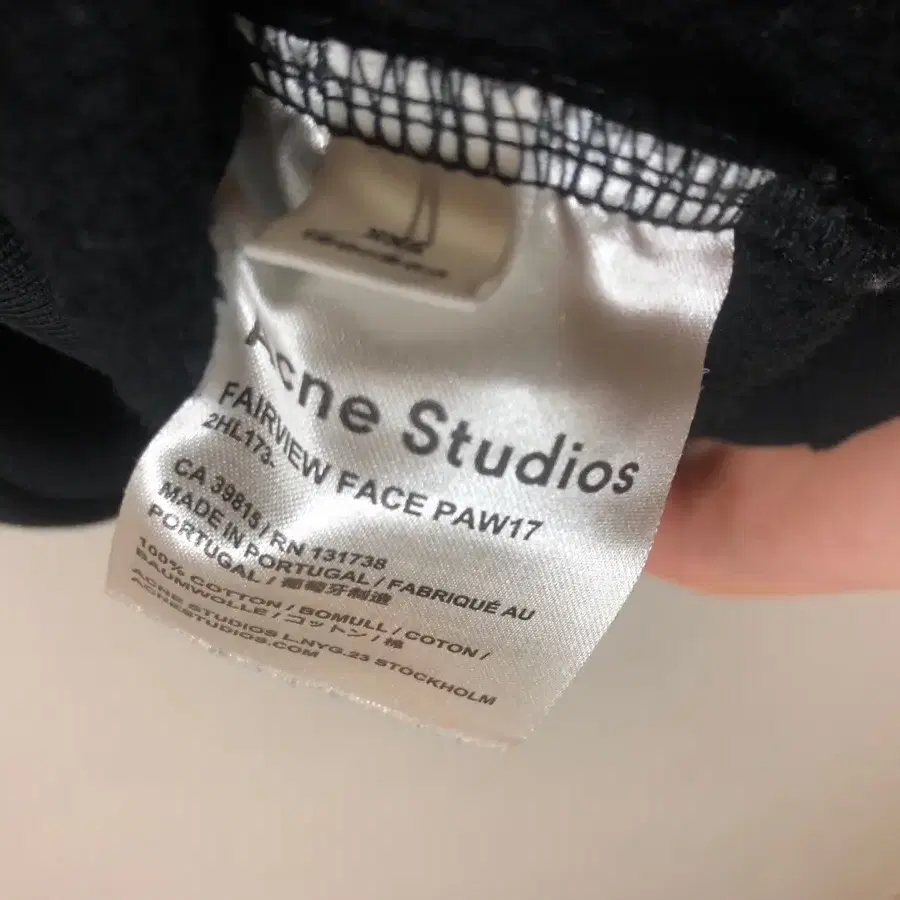 XXS
Acne Studios
FAIRVIEW FACE PAW17
2HL173-
CA 39815 / RN 131738
MADE IN PORTUGAL / FABRIQUÉ AU
PORTUGAL / 葡萄牙制造
100% COTTON / BOMULL / COTON /
BAUMWOLLE / コットン / 棉
ACNE STUDIOS L.NYG.23 STOCKHOLM
ACNESTUDIOS.COM